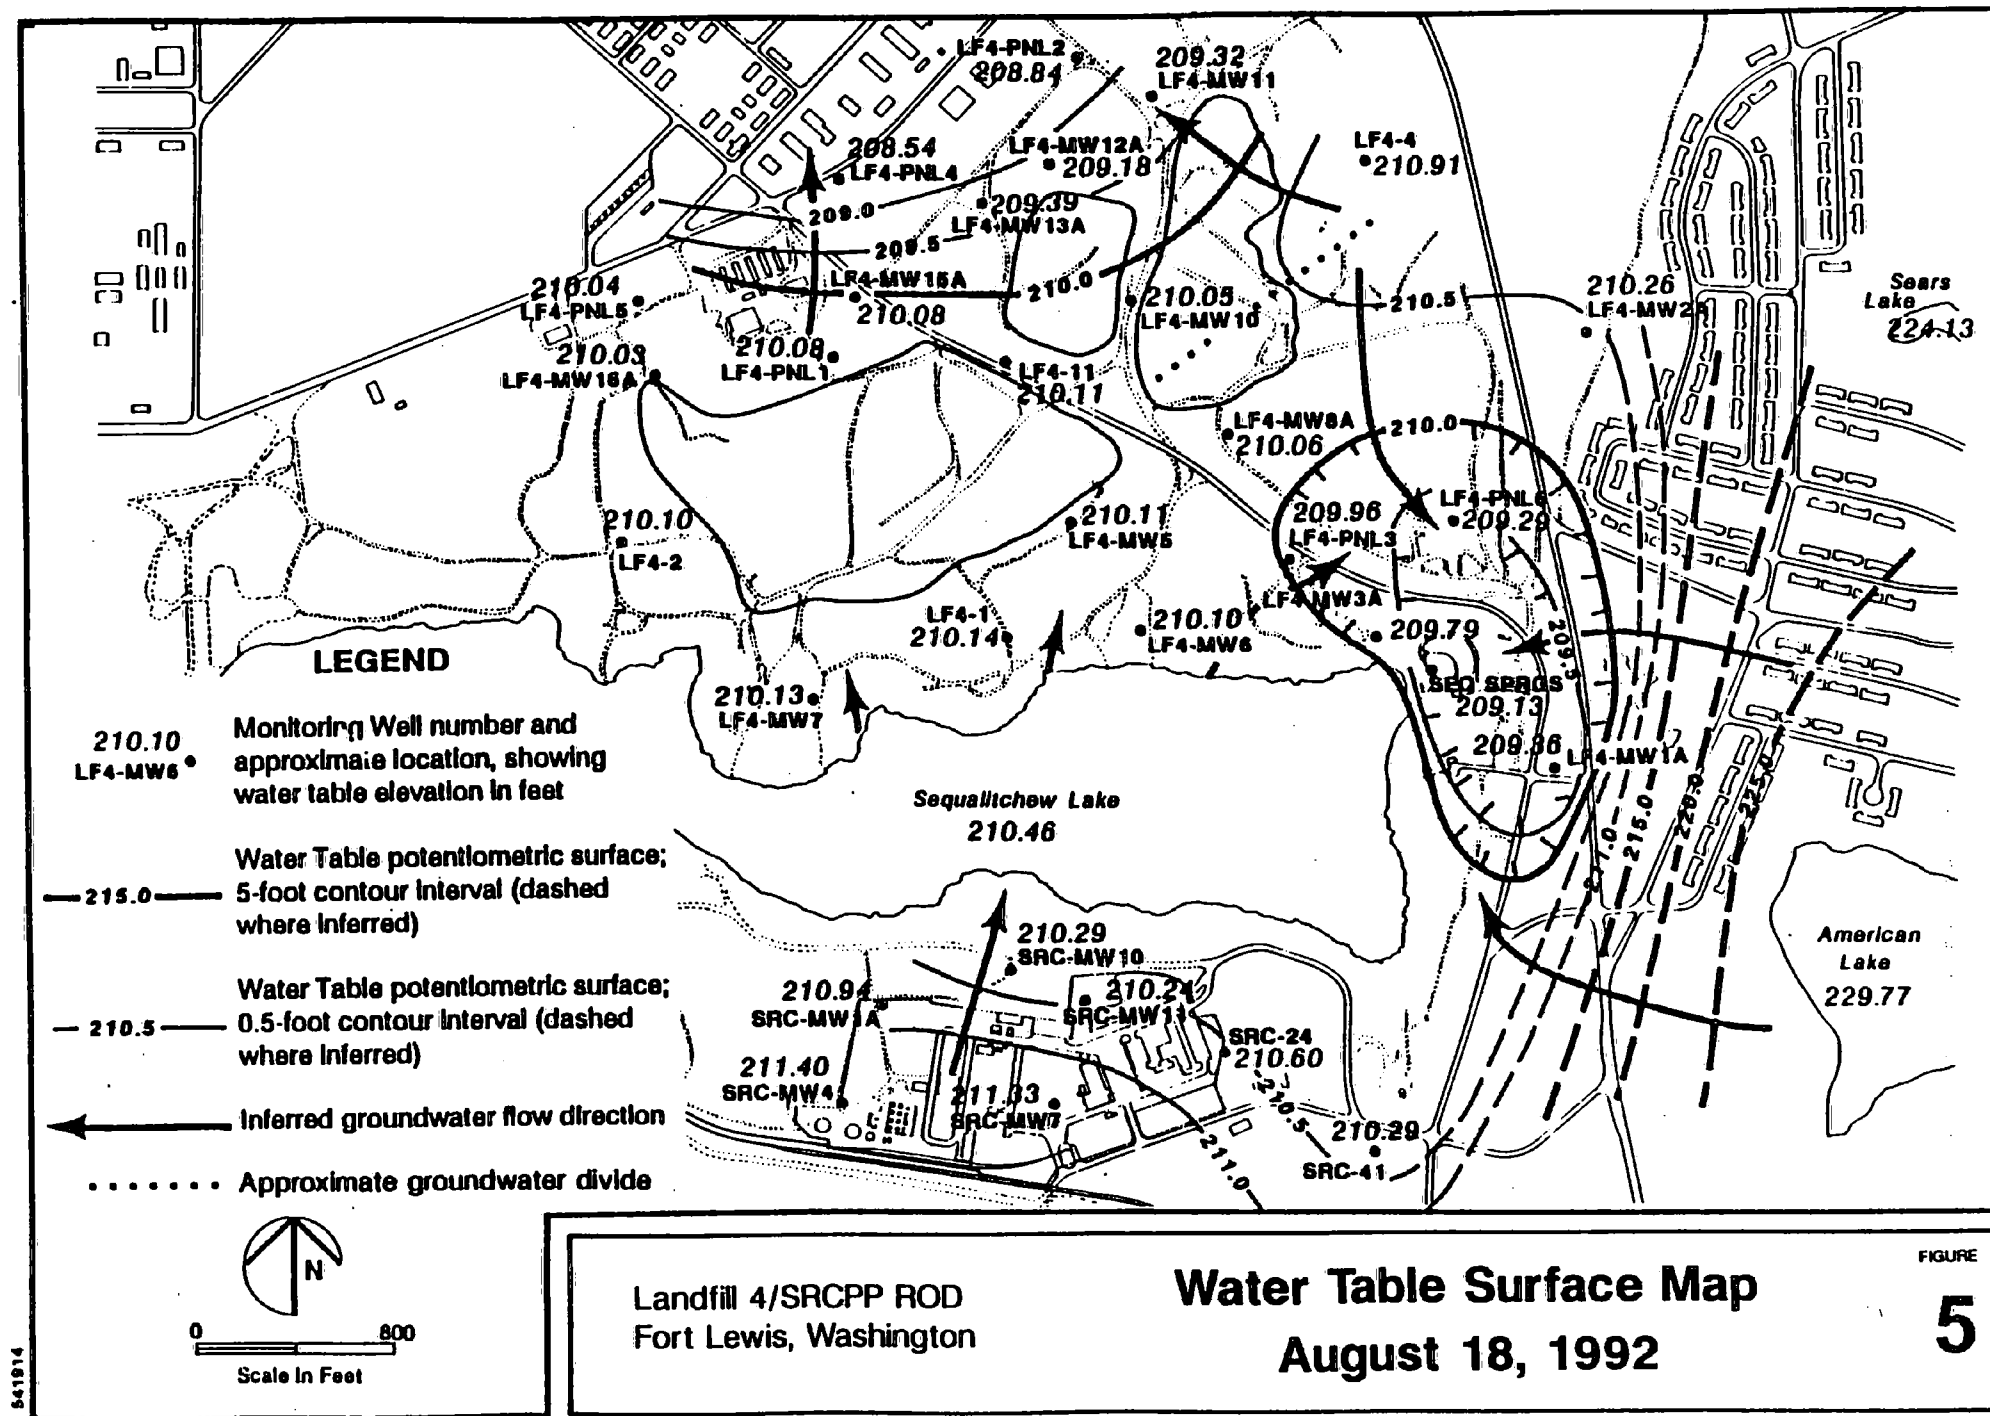 LF4-PNL2
208.84
209.32
LF4-MW11
208.54
LF4-PNL4
LF4-MW12A
209.18
LF4-4
210.91
209.0
209.39
LF4-MW13A
209.5
LF4-MW15A
210.08
210.0
210.04
LF4-PNL5
210.05
LF4-MW10
210.5
210.26
LF4-MW2A
Sears
Lake
224.13
210.03
LF4-MW16A
210.08
LF4-PNL1
LF4-11
210.11
LF4-MW8A
210.06
210.0
210.10
LF4-2
210.11
LF4-MW5
209.96
LF4-PNL3
LF4-PNL6
209.29
LF4-MW3A
209.79
209.5
LF4-1
210.14
210.10
LF4-MW6
SEQ SPRGS
209.13
210.13
LF4-MW7
209.36
LF4-MW1A
Sequalitchew Lake
210.46
211.0
215.0
220.0
225.0
American
Lake
229.77
210.29
SRC-MW10
210.94
SRC-MW1A
210.24
SRC-MW11
SRC-24
210.60
211.40
SRC-MW4
211.33
SRC-MW7
210.5
210.29
SRC-41
211.0
LEGEND
210.10
LF4-MW6
Monitoring Well number and
approximate location, showing
water table elevation in feet
215.0
Water Table potentiometric surface;
5-foot contour interval (dashed
where inferred)
210.5
Water Table potentiometric surface;
0.5-foot contour interval (dashed
where inferred)
Inferred groundwater flow direction
Approximate groundwater divide
N
0 800
Scale in Feet
541914
Landfill 4/SRCPP ROD
Fort Lewis, Washington
Water Table Surface Map
August 18, 1992
FIGURE
5